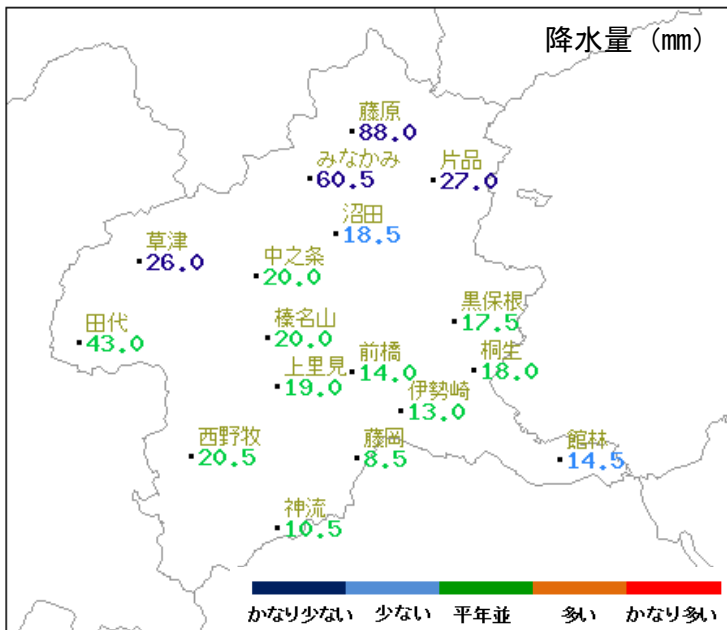 降水量 (mm)
藤原
88.0
みなかみ
60.5
片品
27.0
沼田
18.5
草津
26.0
中之条
20.0
黒保根
17.5
田代
43.0
榛名山
20.0
前橋
14.0
桐生
18.0
上里見
19.0
伊勢崎
13.0
西野牧
20.5
藤岡
8.5
館林
14.5
神流
10.5
かなり少ない 少ない 平年並 多い かなり多い